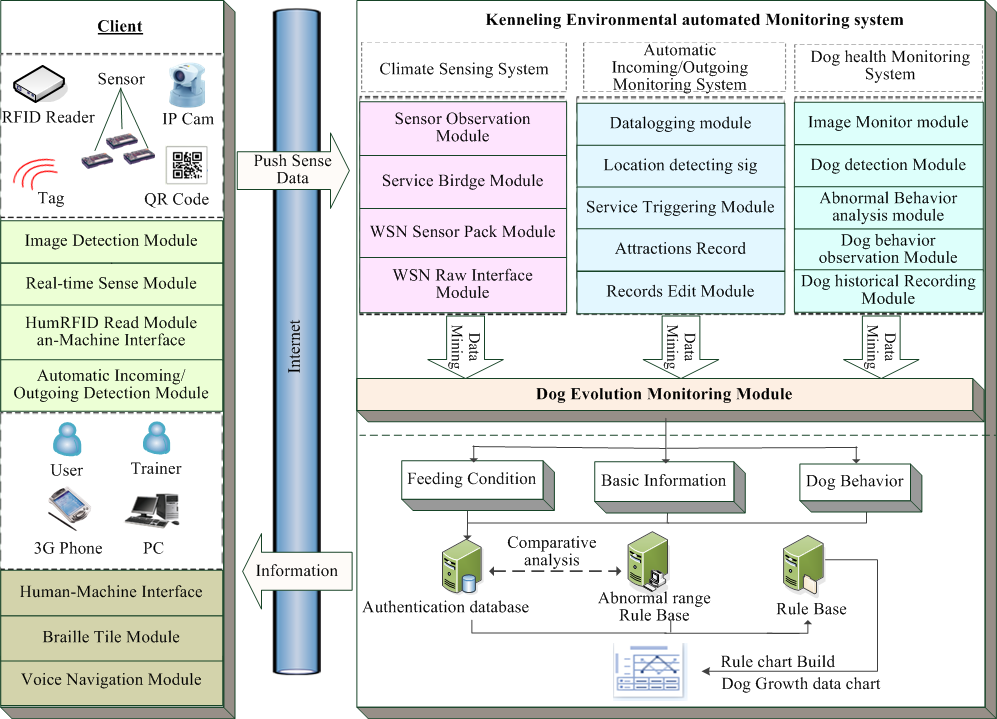 Client
RFID Reader
Sensor
IP Cam
Tag
QR Code
Image Detection Module
Real-time Sense Module
HumRFID Read Module
an-Machine Interface
Automatic Incoming/
Outgoing Detection Module
User
Trainer
3G Phone
PC
Human-Machine Interface
Braille Tile Module
Voice Navigation Module
Push Sense
Data
Internet
Information
Kenneling Environmental automated Monitoring system
Climate Sensing System
Automatic
Incoming/Outgoing
Monitoring System
Dog health Monitoring
System
Sensor Observation
Module
Service Birdge Module
WSN Sensor Pack Module
WSN Raw Interface
Module
Datalogging module
Location detecting sig
Service Triggering Module
Attractions Record
Records Edit Module
Image Monitor module
Dog detection Module
Abnormal Behavior
analysis module
Dog behavior
observation Module
Dog historical Recording
Module
Data
Mining
Data
Mining
Data
Mining
Dog Evolution Monitoring Module
Feeding Condition
Basic Information
Dog Behavior
Comparative
analysis
Authentication database
Abnormal range
Rule Base
Rule Base
Rule chart Build
Dog Growth data chart